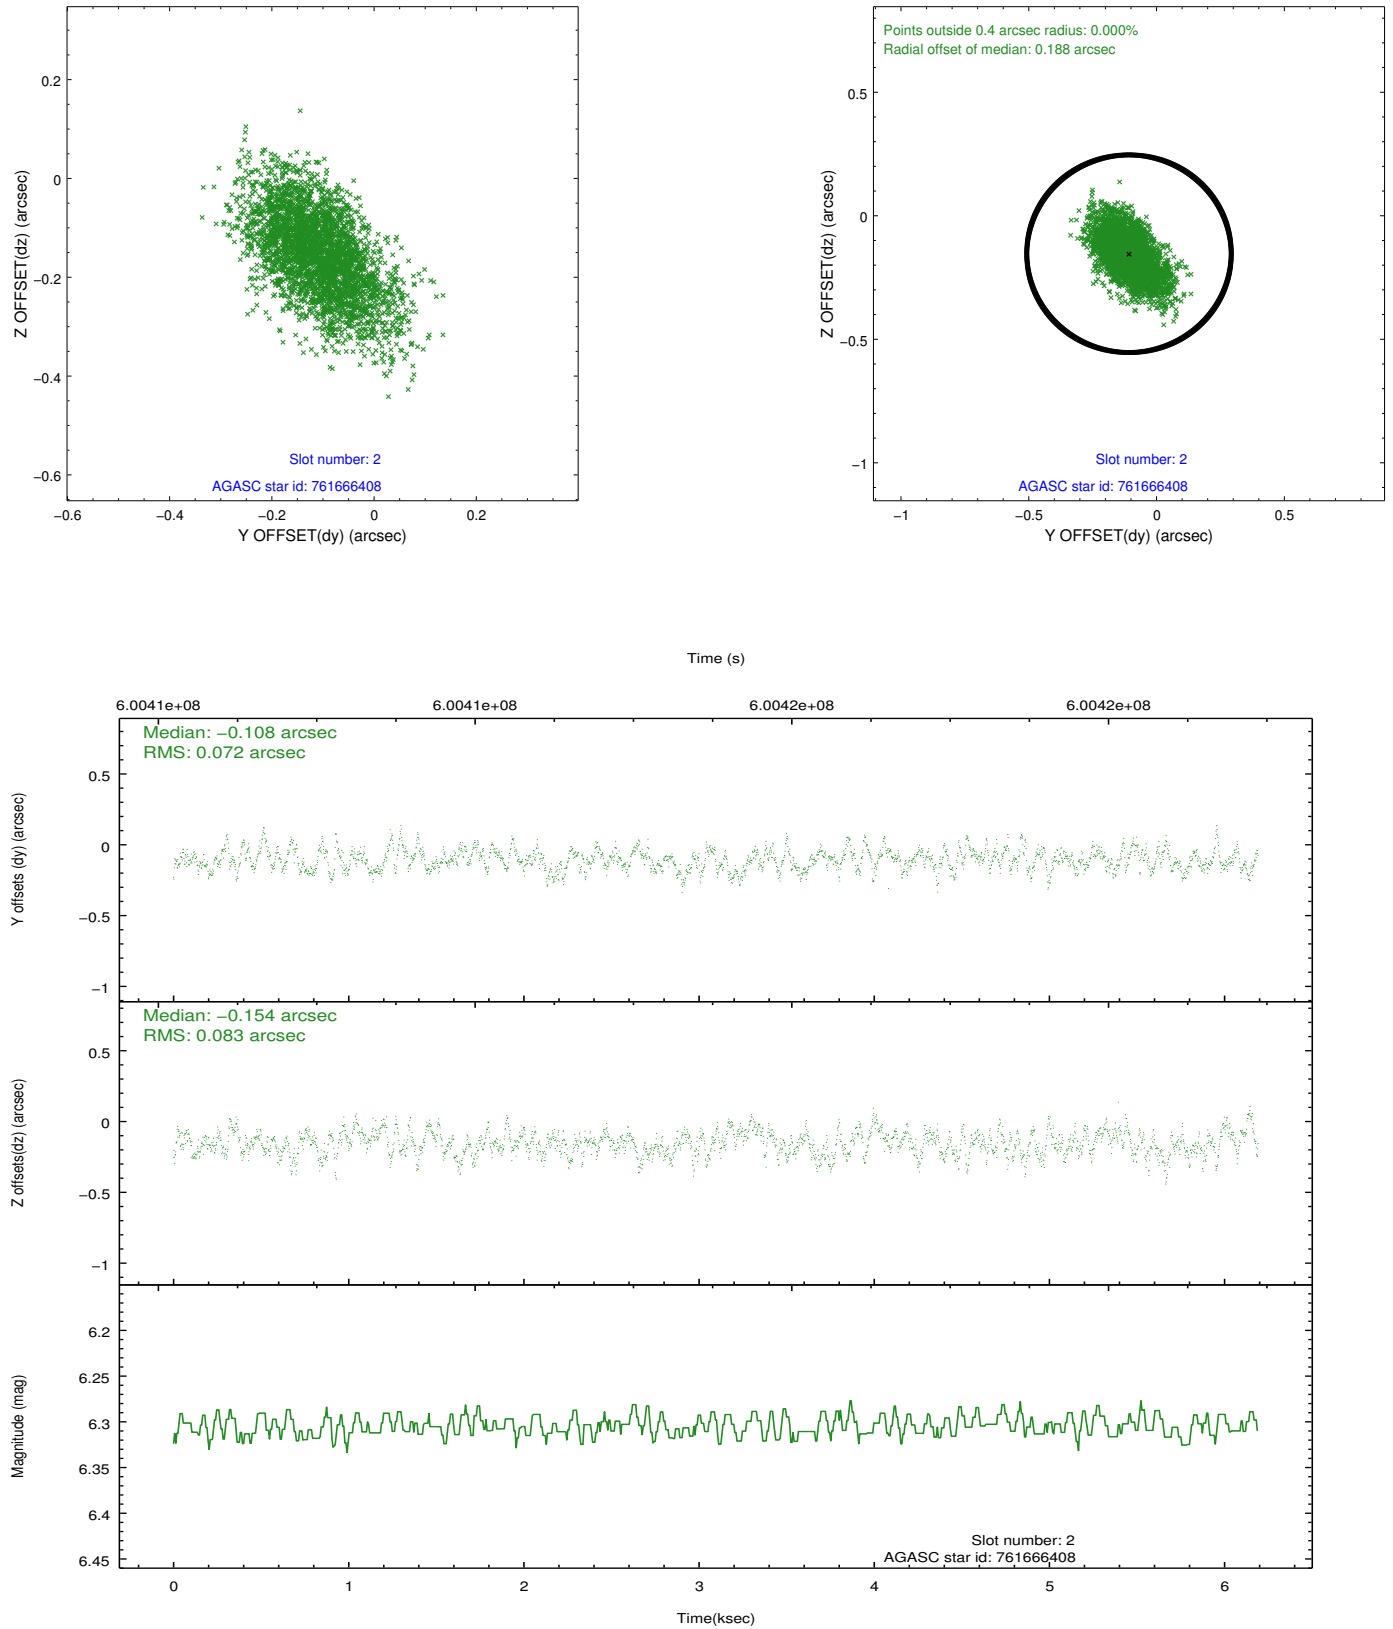 0.2
0
−0.2
−0.4
−0.6
Z OFFSET(dz) (arcsec)
Slot number: 2
AGASC star id: 761666408
−0.6 −0.4 −0.2 0 0.2
Y OFFSET(dy) (arcsec)
Points outside 0.4 arcsec radius: 0.000%
Radial offset of median: 0.188 arcsec
0.5
0
−0.5
−1
Z OFFSET(dz) (arcsec)
Slot number: 2
AGASC star id: 761666408
−1 −0.5 0 0.5
Y OFFSET(dy) (arcsec)
Time (s)
6.0041e+08 6.0041e+08 6.0042e+08 6.0042e+08
Median: −0.108 arcsec
RMS: 0.072 arcsec
0.5
0
−0.5
−1
Y offsets (dy) (arcsec)
Median: −0.154 arcsec
RMS: 0.083 arcsec
0.5
0
−0.5
−1
Z offsets(dz) (arcsec)
6.2
6.25
6.3
6.35
6.4
6.45
Magnitude (mag)
Slot number: 2
AGASC star id: 761666408
0 1 2 3 4 5 6
Time(ksec)